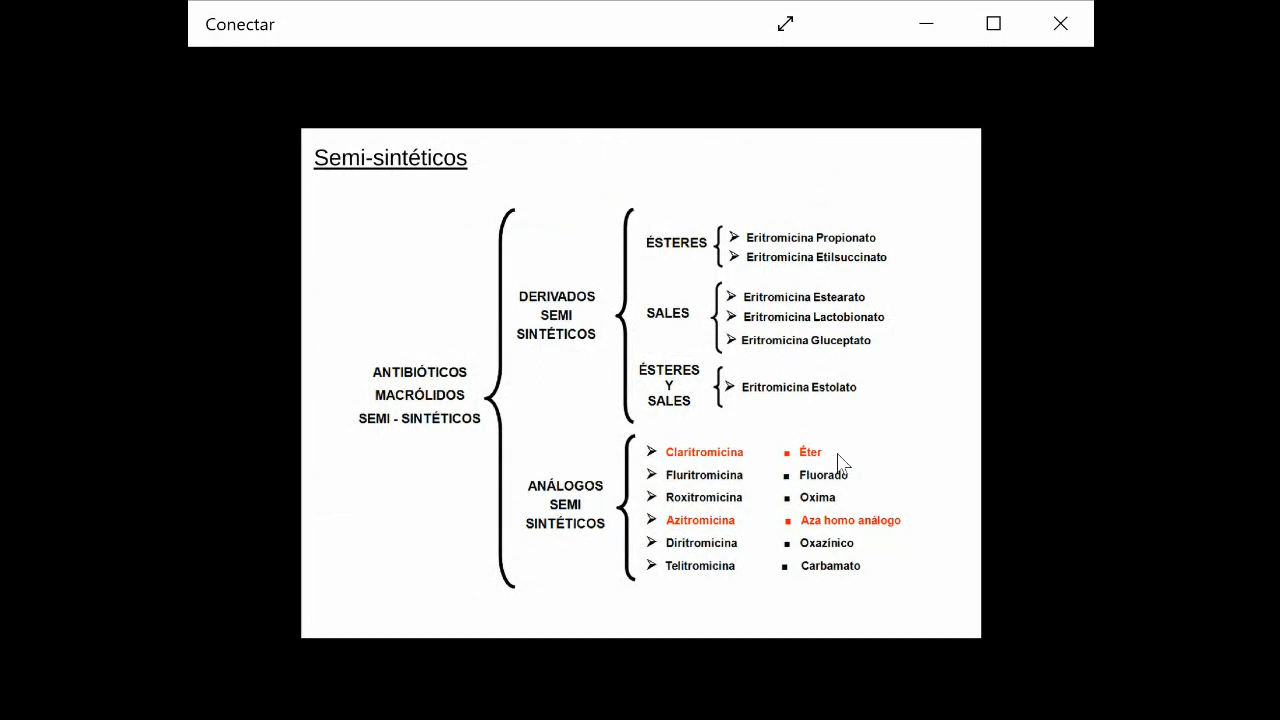 Conectar
Semi-sintéticos
ANTIBIÓTICOS
MACRÓLIDOS
SEMI - SINTÉTICOS
DERIVADOS
SEMI
SINTÉTICOS
ÉSTERES
Eritromicina Propionato
Eritromicina Etilsuccinato
SALES
Eritromicina Estearato
Eritromicina Lactobionato
Eritromicina Gluceptato
ÉSTERES
Y
SALES
Eritromicina Estolato
ANÁLOGOS
SEMI
SINTÉTICOS
Claritromicina Éter
Fluritromicina Fluorado
Roxitromicina Oxima
Azitromicina Aza homo análogo
Diritromicina Oxazínico
Telitromicina Carbamato